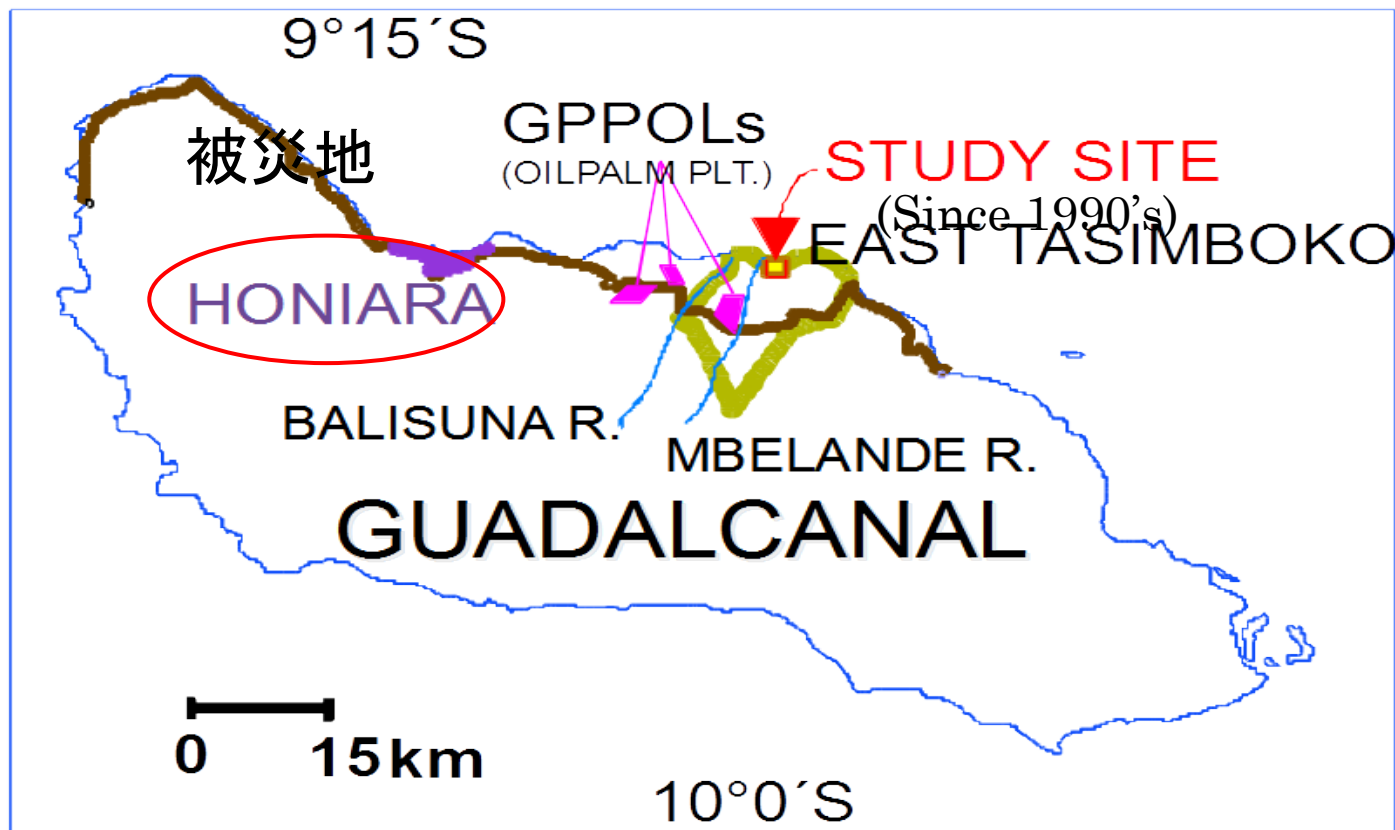 9°15´S
GPPOLs
(OILPALM PLT.)
被災地
STUDY SITE
(Since 1990's)
EAST TASIMBOKO
HONIARA
BALISUNA R.
MBELANDE R.
GUADALCANAL
0 15km
10°0´S